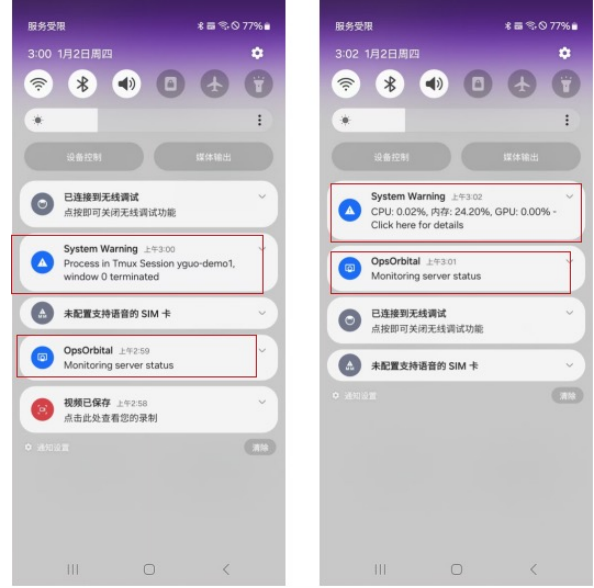 服务受限
77%
3:00 1月2日周四
设备控制
媒体输出
已连接到无线调试
点按即可关闭无线调试功能
System Warning 上午3:00
Process in Tmux Session yguo-demo1,
window 0 terminated
未配置支持语音的 SIM 卡
OpsOrbital 上午2:59
Monitoring server status
视频已保存 上午2:58
点击此处查看您的录制
通知设置
清除
服务受限
77%
3:02 1月2日周四
设备控制
媒体输出
System Warning 上午3:02
CPU: 0.02%, 内存: 24.20%, GPU: 0.00% -
Click here for details
OpsOrbital 上午3:01
Monitoring server status
已连接到无线调试
点按即可关闭无线调试功能
未配置支持语音的 SIM 卡
通知设置
清除